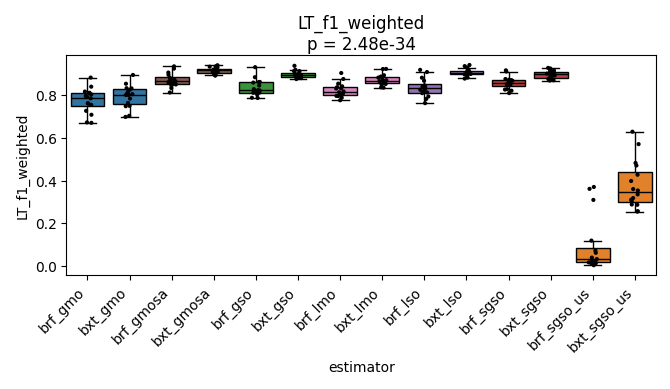 LT_f1_weighted
p = 2.48e-34
LT_f1_weighted
0.8
0.6
0.4
0.2
0.0
brf_gmo
bxt_gmo
brf_gmosa
bxt_gmosa
brf_gso
bxt_gso
brf_lmo
bxt_lmo
brf_lso
bxt_lso
brf_sgso
bxt_sgso
brf_sgso_us
bxt_sgso_us
estimator